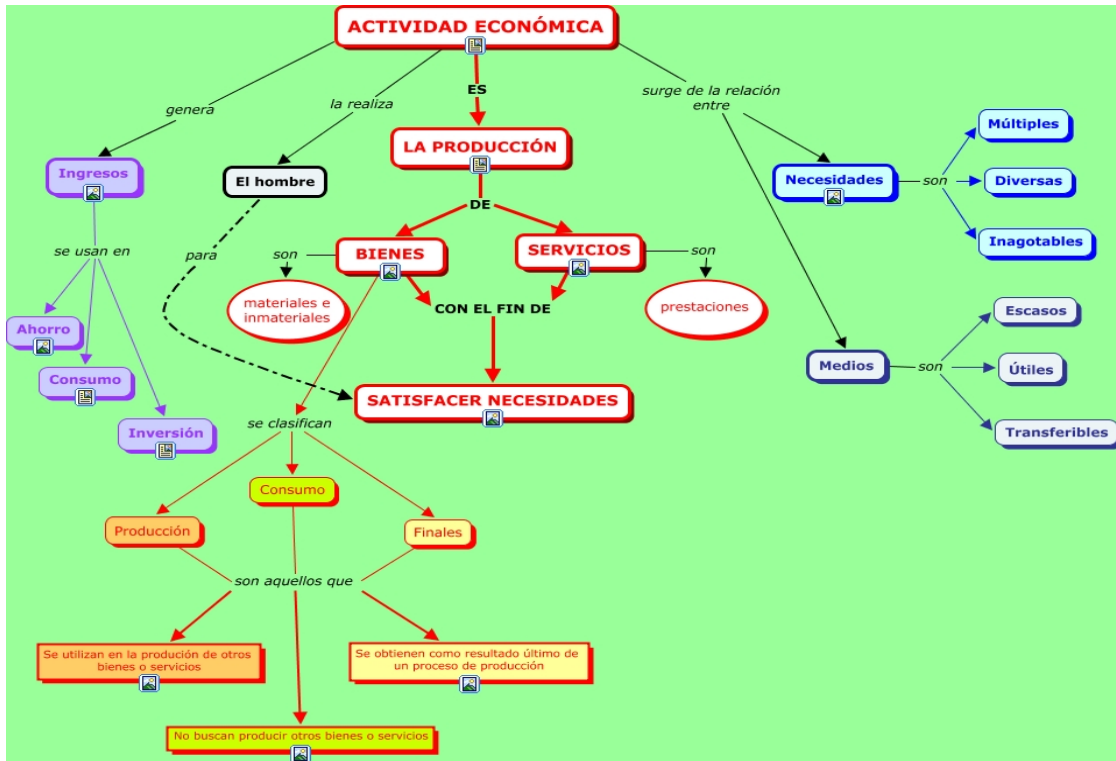 ACTIVIDAD ECONÓMICA
genera
la realiza
ES
surge de la relación
entre
Ingresos
El hombre
LA PRODUCCIÓN
Necesidades
son
Múltiples
Diversas
Inagotables
DE
se usan en
para
son
BIENES
SERVICIOS
son
materiales e
inmateriales
CON EL FIN DE
prestaciones
Ahorro
Consumo
Inversión
Medios
son
Escasos
Útiles
Transferibles
SATISFACER NECESIDADES
se clasifican
Consumo
Producción
Finales
son aquellos que
Se utilizan en la produción de otros
bienes o servicios
Se obtienen como resultado último de
un proceso de producción
No buscan producir otros bienes o servicios